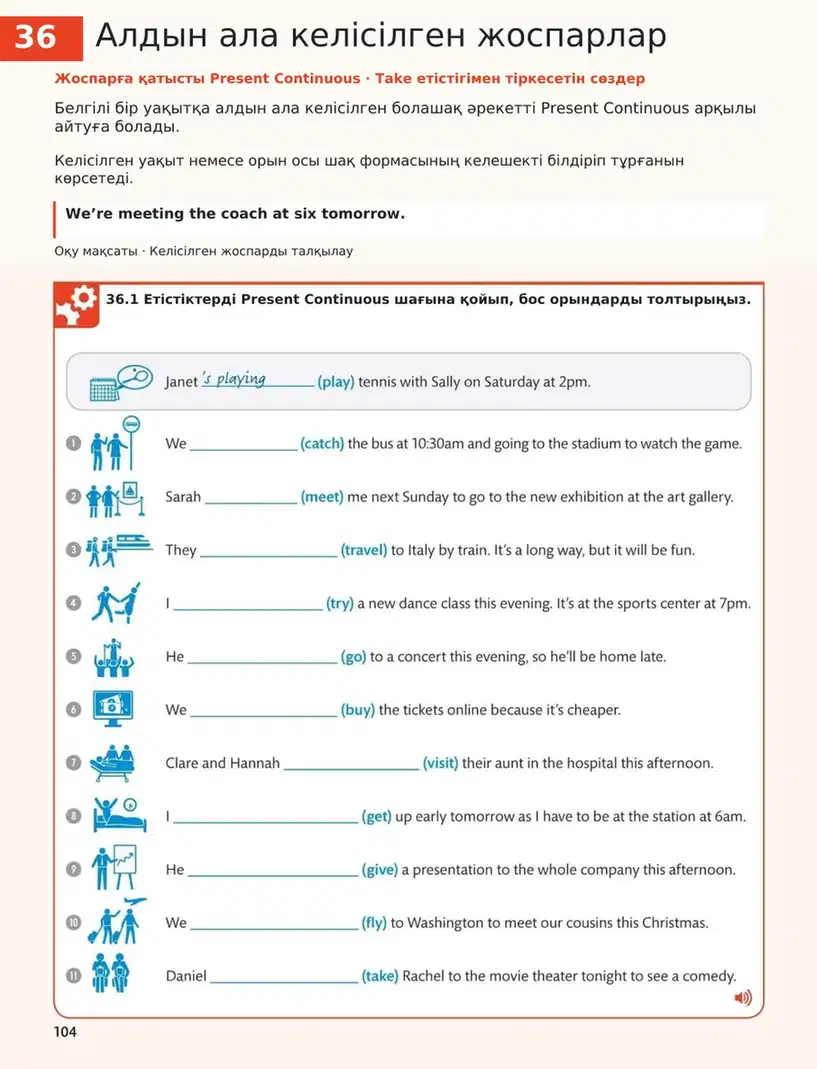 36 Алдын ала келісілген жоспарлар
Жоспарға қатысты Present Continuous · Take етістігімен тіркесетін сөздер
Белгілі бір уақытқа алдын ала келісілген болашақ әрекетті Present Continuous арқылы
айтуға болады.
Келісілген уақыт немесе орын осы шақ формасының келешекті білдіріп тұрғанын
көрсетеді.
We’re meeting the coach at six tomorrow.
Оқу мақсаты · Келісілген жоспарды талқылау
36.1 Етістіктерді Present Continuous шағына қойып, бос орындарды толтырыңыз.
Janet 's playing (play) tennis with Sally on Saturday at 2pm.
1 We ____________ (catch) the bus at 10:30am and going to the stadium to watch the game.
2 Sarah ____________ (meet) me next Sunday to go to the new exhibition at the art gallery.
3 They ____________ (travel) to Italy by train. It’s a long way, but it will be fun.
4 I ____________ (try) a new dance class this evening. It’s at the sports center at 7pm.
5 He ____________ (go) to a concert this evening, so he’ll be home late.
6 We ____________ (buy) the tickets online because it’s cheaper.
7 Clare and Hannah ____________ (visit) their aunt in the hospital this afternoon.
8 I ____________ (get) up early tomorrow as I have to be at the station at 6am.
9 He ____________ (give) a presentation to the whole company this afternoon.
10 We ____________ (fly) to Washington to meet our cousins this Christmas.
11 Daniel ____________ (take) Rachel to the movie theater tonight to see a comedy.
104